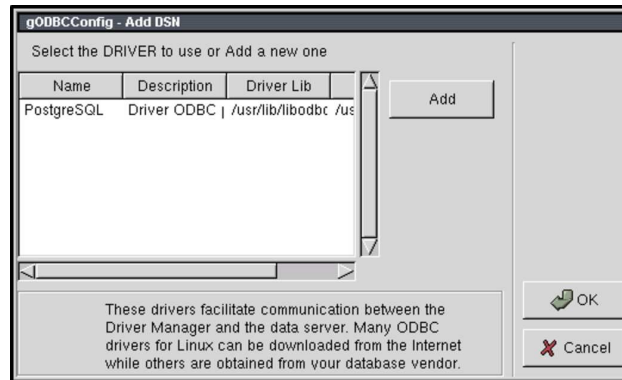 gODBCConfig - Add DSN
Select the DRIVER to use or Add a new one
Name Description Driver Lib
Add
PostgreSQL Driver ODBC /usr/lib/libodbc /us
OK
These drivers facilitate communication between the
Driver Manager and the data server. Many ODBC
drivers for Linux can be downloaded from the Internet
Cancel
while others are obtained from your database vendor.